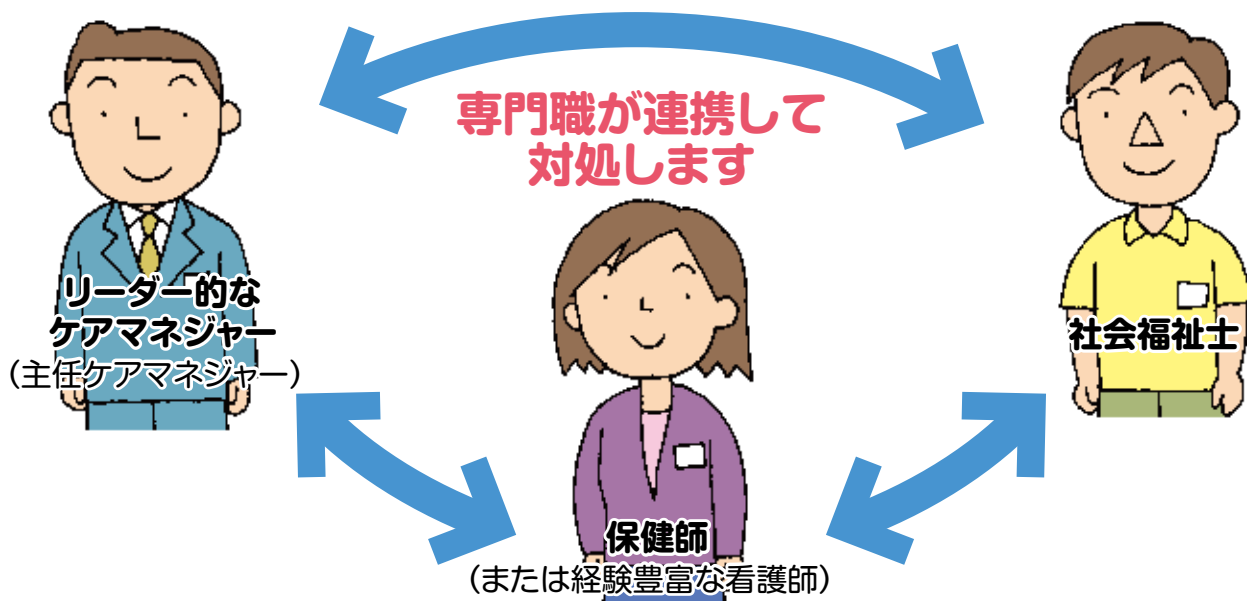 専門職が連携して
対処します
リーダー的な
ケアマネジャー
（主任ケアマネジャー）
社会福祉士
保健師
（または経験豊富な看護師）